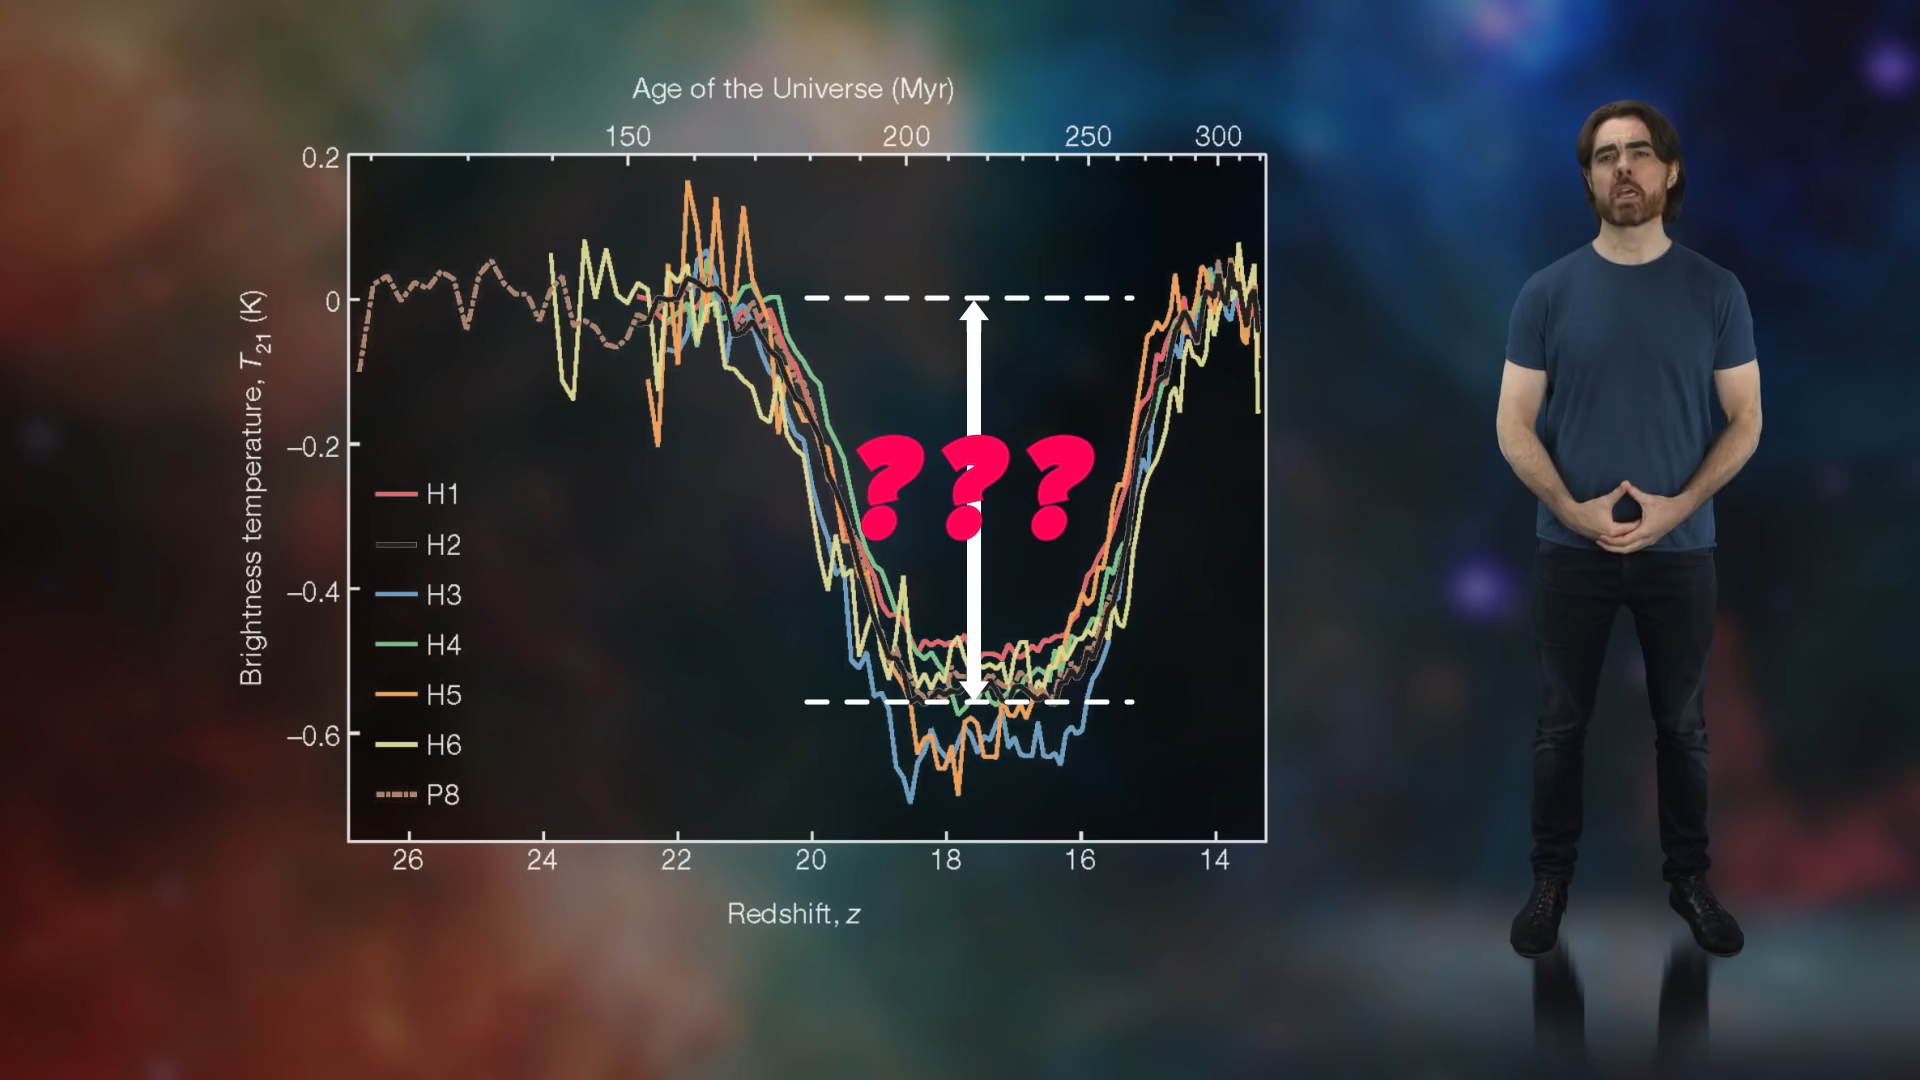 Age of the Universe (Myr)
150 200 250 300
0.2
0
−0.2
−0.4
−0.6
Brightness temperature, T21 (K)
H1
H2
H3
H4
H5
H6
P8
???
26 24 22 20 18 16 14
Redshift, z